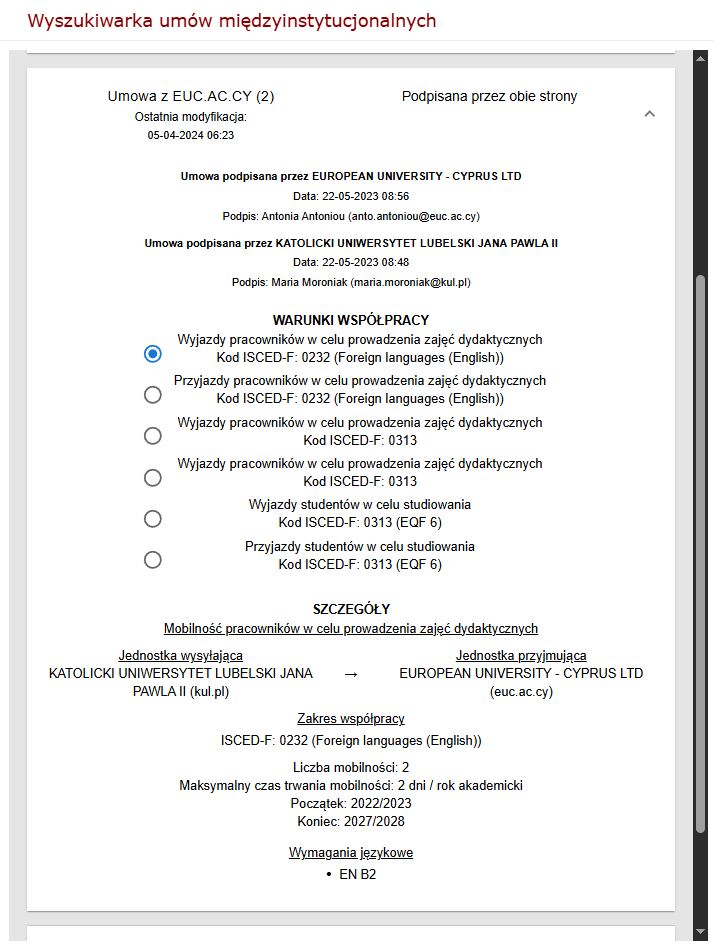 Wyszukiwarka umów międzyinstytucjonalnych
Umowa z EUC.AC.CY (2)
Podpisana przez obie strony
Ostatnia modyfikacja:
05-04-2024 06:23
Umowa podpisana przez EUROPEAN UNIVERSITY - CYPRUS LTD
Data: 22-05-2023 08:56
Podpis: Antonia Antoniou (anto.antoniou@euc.ac.cy)
Umowa podpisana przez KATOLICKI UNIWERSYTET LUBELSKI JANA PAWLA II
Data: 22-05-2023 08:48
Podpis: Maria Moroniak (maria.moroniak@kul.pl)
WARUNKI WSPÓŁPRACY
Wyjazdy pracowników w celu prowadzenia zajęć dydaktycznych
Kod ISCED-F: 0232 (Foreign languages (English))
Przyjazdy pracowników w celu prowadzenia zajęć dydaktycznych
Kod ISCED-F: 0232 (Foreign languages (English))
Wyjazdy pracowników w celu prowadzenia zajęć dydaktycznych
Kod ISCED-F: 0313
Wyjazdy pracowników w celu prowadzenia zajęć dydaktycznych
Kod ISCED-F: 0313
Wyjazdy studentów w celu studiowania
Kod ISCED-F: 0313 (EQF 6)
Przyjazdy studentów w celu studiowania
Kod ISCED-F: 0313 (EQF 6)
SZCZEGÓŁY
Mobilność pracowników w celu prowadzenia zajęć dydaktycznych
Jednostka wysyłająca
KATOLICKI UNIWERSYTET LUBELSKI JANA
PAWLA II (kul.pl)
→
Jednostka przyjmująca
EUROPEAN UNIVERSITY - CYPRUS LTD
(euc.ac.cy)
Zakres współpracy
ISCED-F: 0232 (Foreign languages (English))
Liczba mobilności: 2
Maksymalny czas trwania mobilności: 2 dni / rok akademicki
Początek: 2022/2023
Koniec: 2027/2028
Wymagania językowe
• EN B2